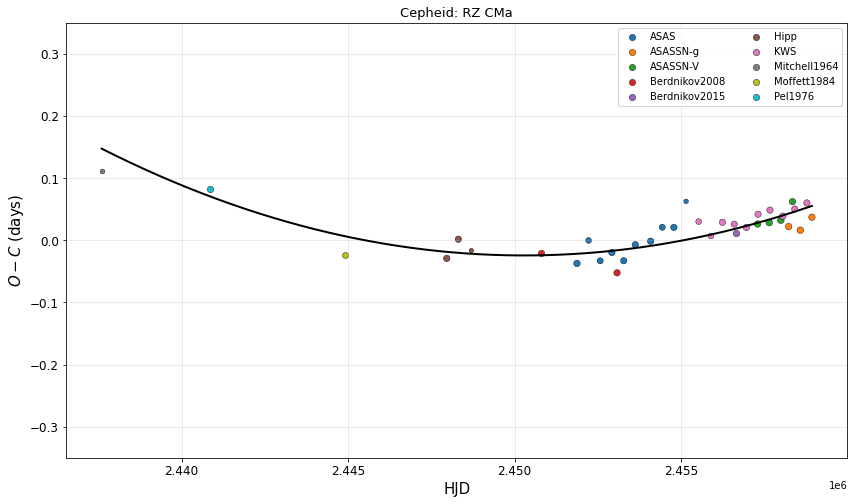 Cepheid: RZ CMa
ASAS
ASASSN-g
ASASSN-V
Berdnikov2008
Berdnikov2015
Hipp
KWS
Mitchell1964
Moffett1984
Pel1976
0.3
0.2
0.1
0.0
−0.1
−0.2
−0.3
O − C (days)
2.440 2.445 2.450 2.455
1e6
HJD